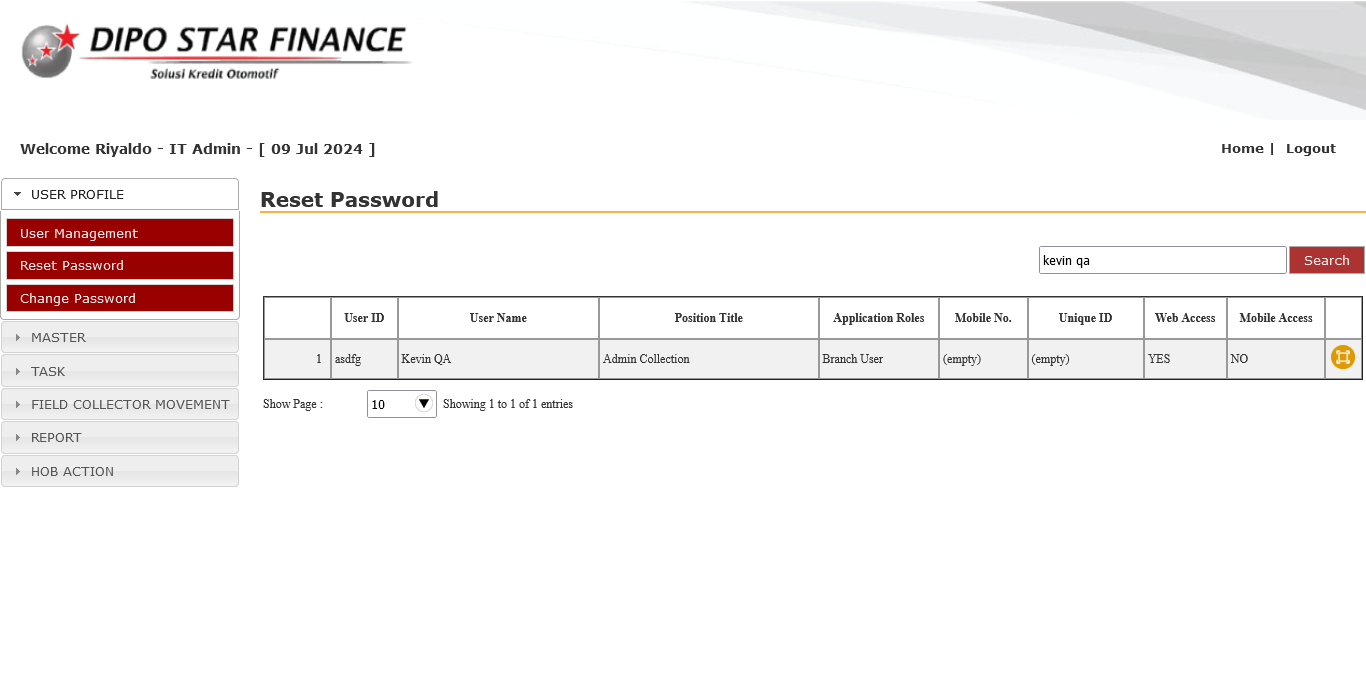 DIPO STAR FINANCE
Solusi Kredit Otomotif
Welcome Riyaldo - IT Admin - [ 09 Jul 2024 ]
Home | Logout
USER PROFILE
User Management
Reset Password
Change Password
MASTER
TASK
FIELD COLLECTOR MOVEMENT
REPORT
HOB ACTION
Reset Password
kevin qa Search
User ID User Name Position Title Application Roles Mobile No. Unique ID Web Access Mobile Access
1 asdfg Kevin QA Admin Collection Branch User (empty) (empty) YES NO
Show Page : 10 Showing 1 to 1 of 1 entries